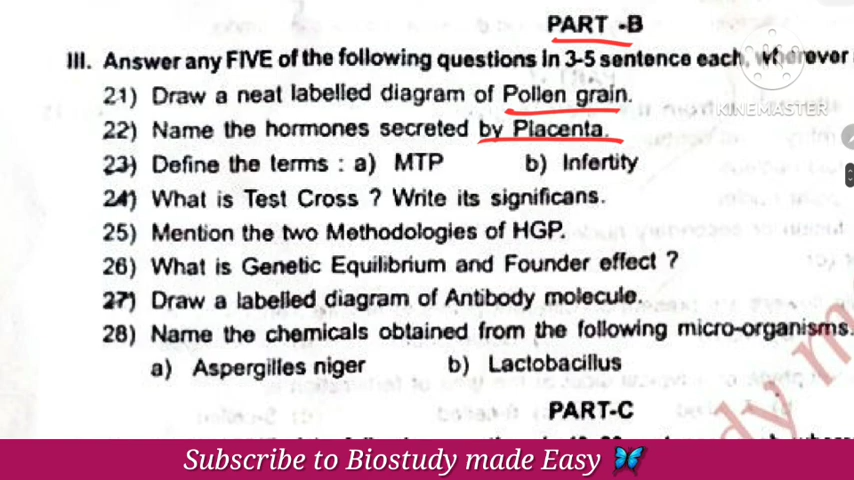 PART -B
III. Answer any FIVE of the following questions in 3-5 sentence each, wherever
21) Draw a neat labelled diagram of Pollen grain.
KINEMASTER
22) Name the hormones secreted by Placenta.
23) Define the terms : a) MTP b) Infertity
24) What is Test Cross ? Write its significans.
25) Mention the two Methodologies of HGP.
26) What is Genetic Equilibrium and Founder effect ?
27) Draw a labelled diagram of Antibody molecule.
28) Name the chemicals obtained from the following micro-organisms.
a) Aspergilles niger b) Lactobacillus
PART-C
Subscribe to Biostudy made Easy